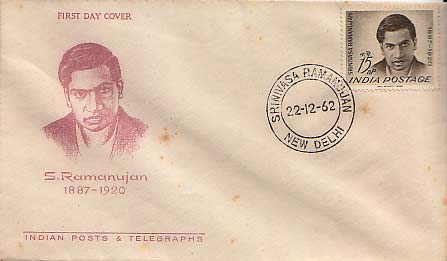 FIRST DAY COVER
S.Ramanujan
1887-1920
INDIAN POSTS & TELEGRAPHS
SRINIVASA RAMANUJAN
22-12-62
NEW DELHI
SRINIVASA RAMANUJAN
15
nP
1887-1920
INDIA POSTAGE